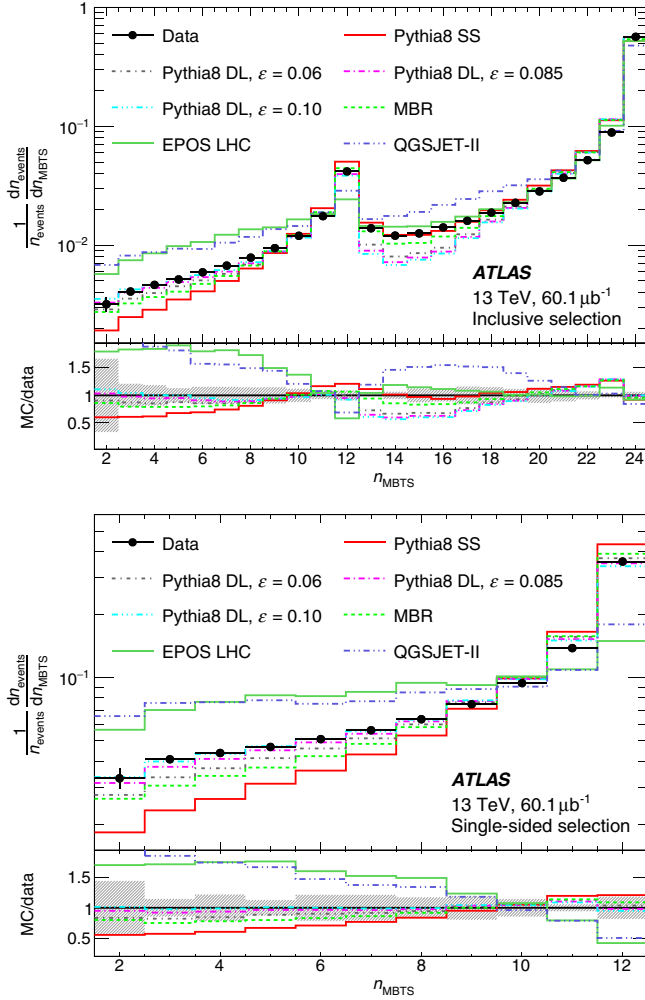 1
10⁻¹
10⁻²
1/n_events dn_events/dn_MBTS
Data
Pythia8 SS
Pythia8 DL, ε = 0.06
Pythia8 DL, ε = 0.085
Pythia8 DL, ε = 0.10
MBR
EPOS LHC
QGSJET-II
ATLAS
13 TeV, 60.1 μb⁻¹
Inclusive selection
MC/data
1.5
1
0.5
2 4 6 8 10 12 14 16 18 20 22 24
n_MBTS
10⁻¹
1/n_events dn_events/dn_MBTS
Data
Pythia8 SS
Pythia8 DL, ε = 0.06
Pythia8 DL, ε = 0.085
Pythia8 DL, ε = 0.10
MBR
EPOS LHC
QGSJET-II
ATLAS
13 TeV, 60.1 μb⁻¹
Single-sided selection
MC/data
1.5
1
0.5
2 4 6 8 10 12
n_MBTS